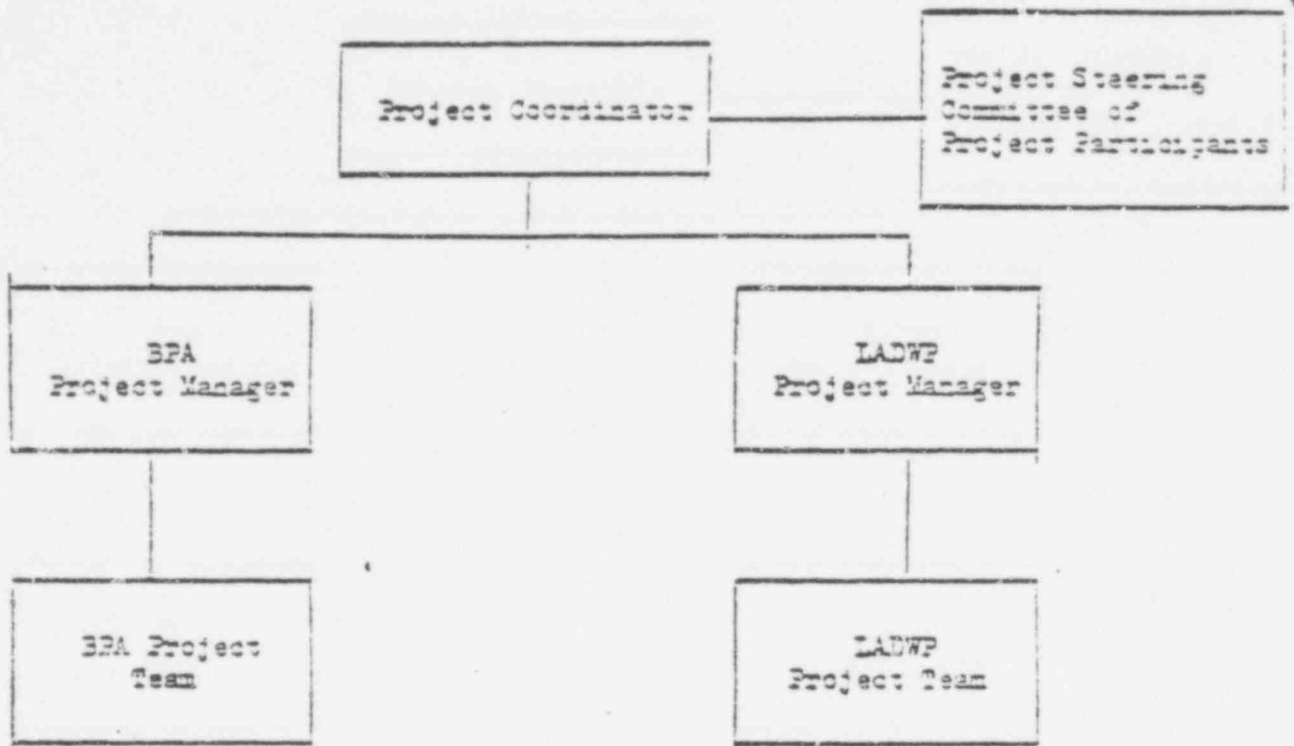 Project Coordinator
Project Steering
Committee of
Project Participants
BPA
Project Manager
LADWP
Project Manager
BPA Project
Team
LADWP
Project Team